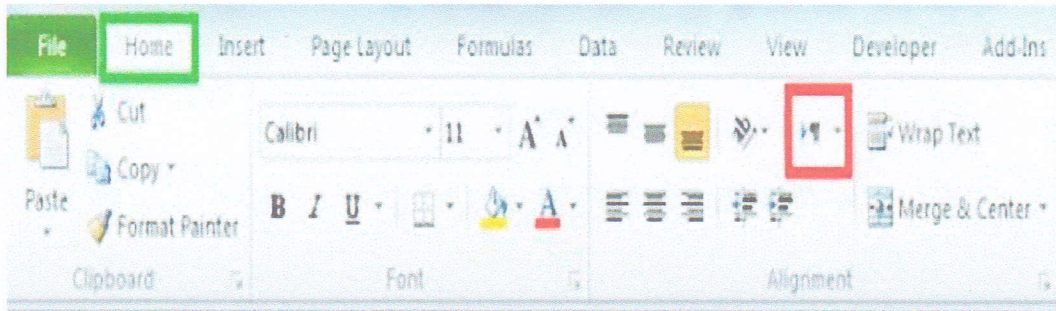 File Home Insert Page Layout Formulas Data Review View Developer Add-Ins
Cut
Calibri 11 A A
Wrap Text
Copy
Paste
B I U A
Merge & Center
Format Painter
Clipboard Font Alignment